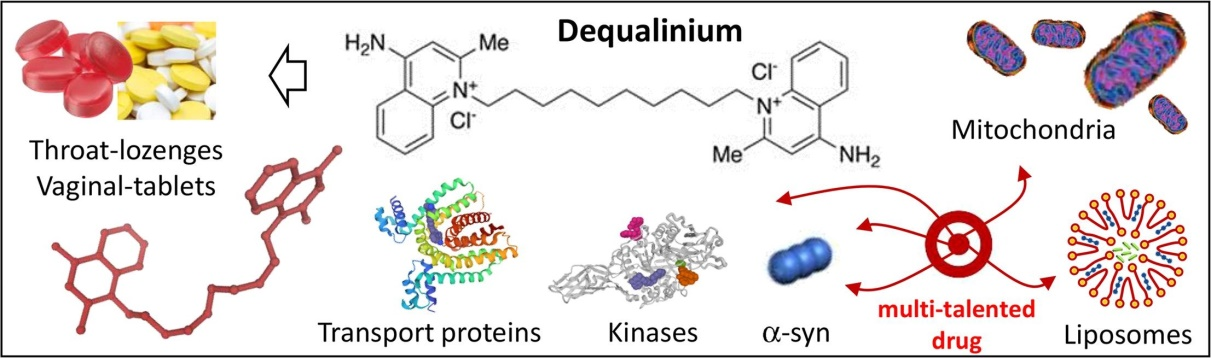 Dequalinium
H₂N
Me
N⁺
Cl⁻
Cl⁻
N⁺
Me
NH₂
Throat-lozenges
Vaginal-tablets
Mitochondria
Transport proteins
Kinases
α-syn
multi-talented
drug
Liposomes